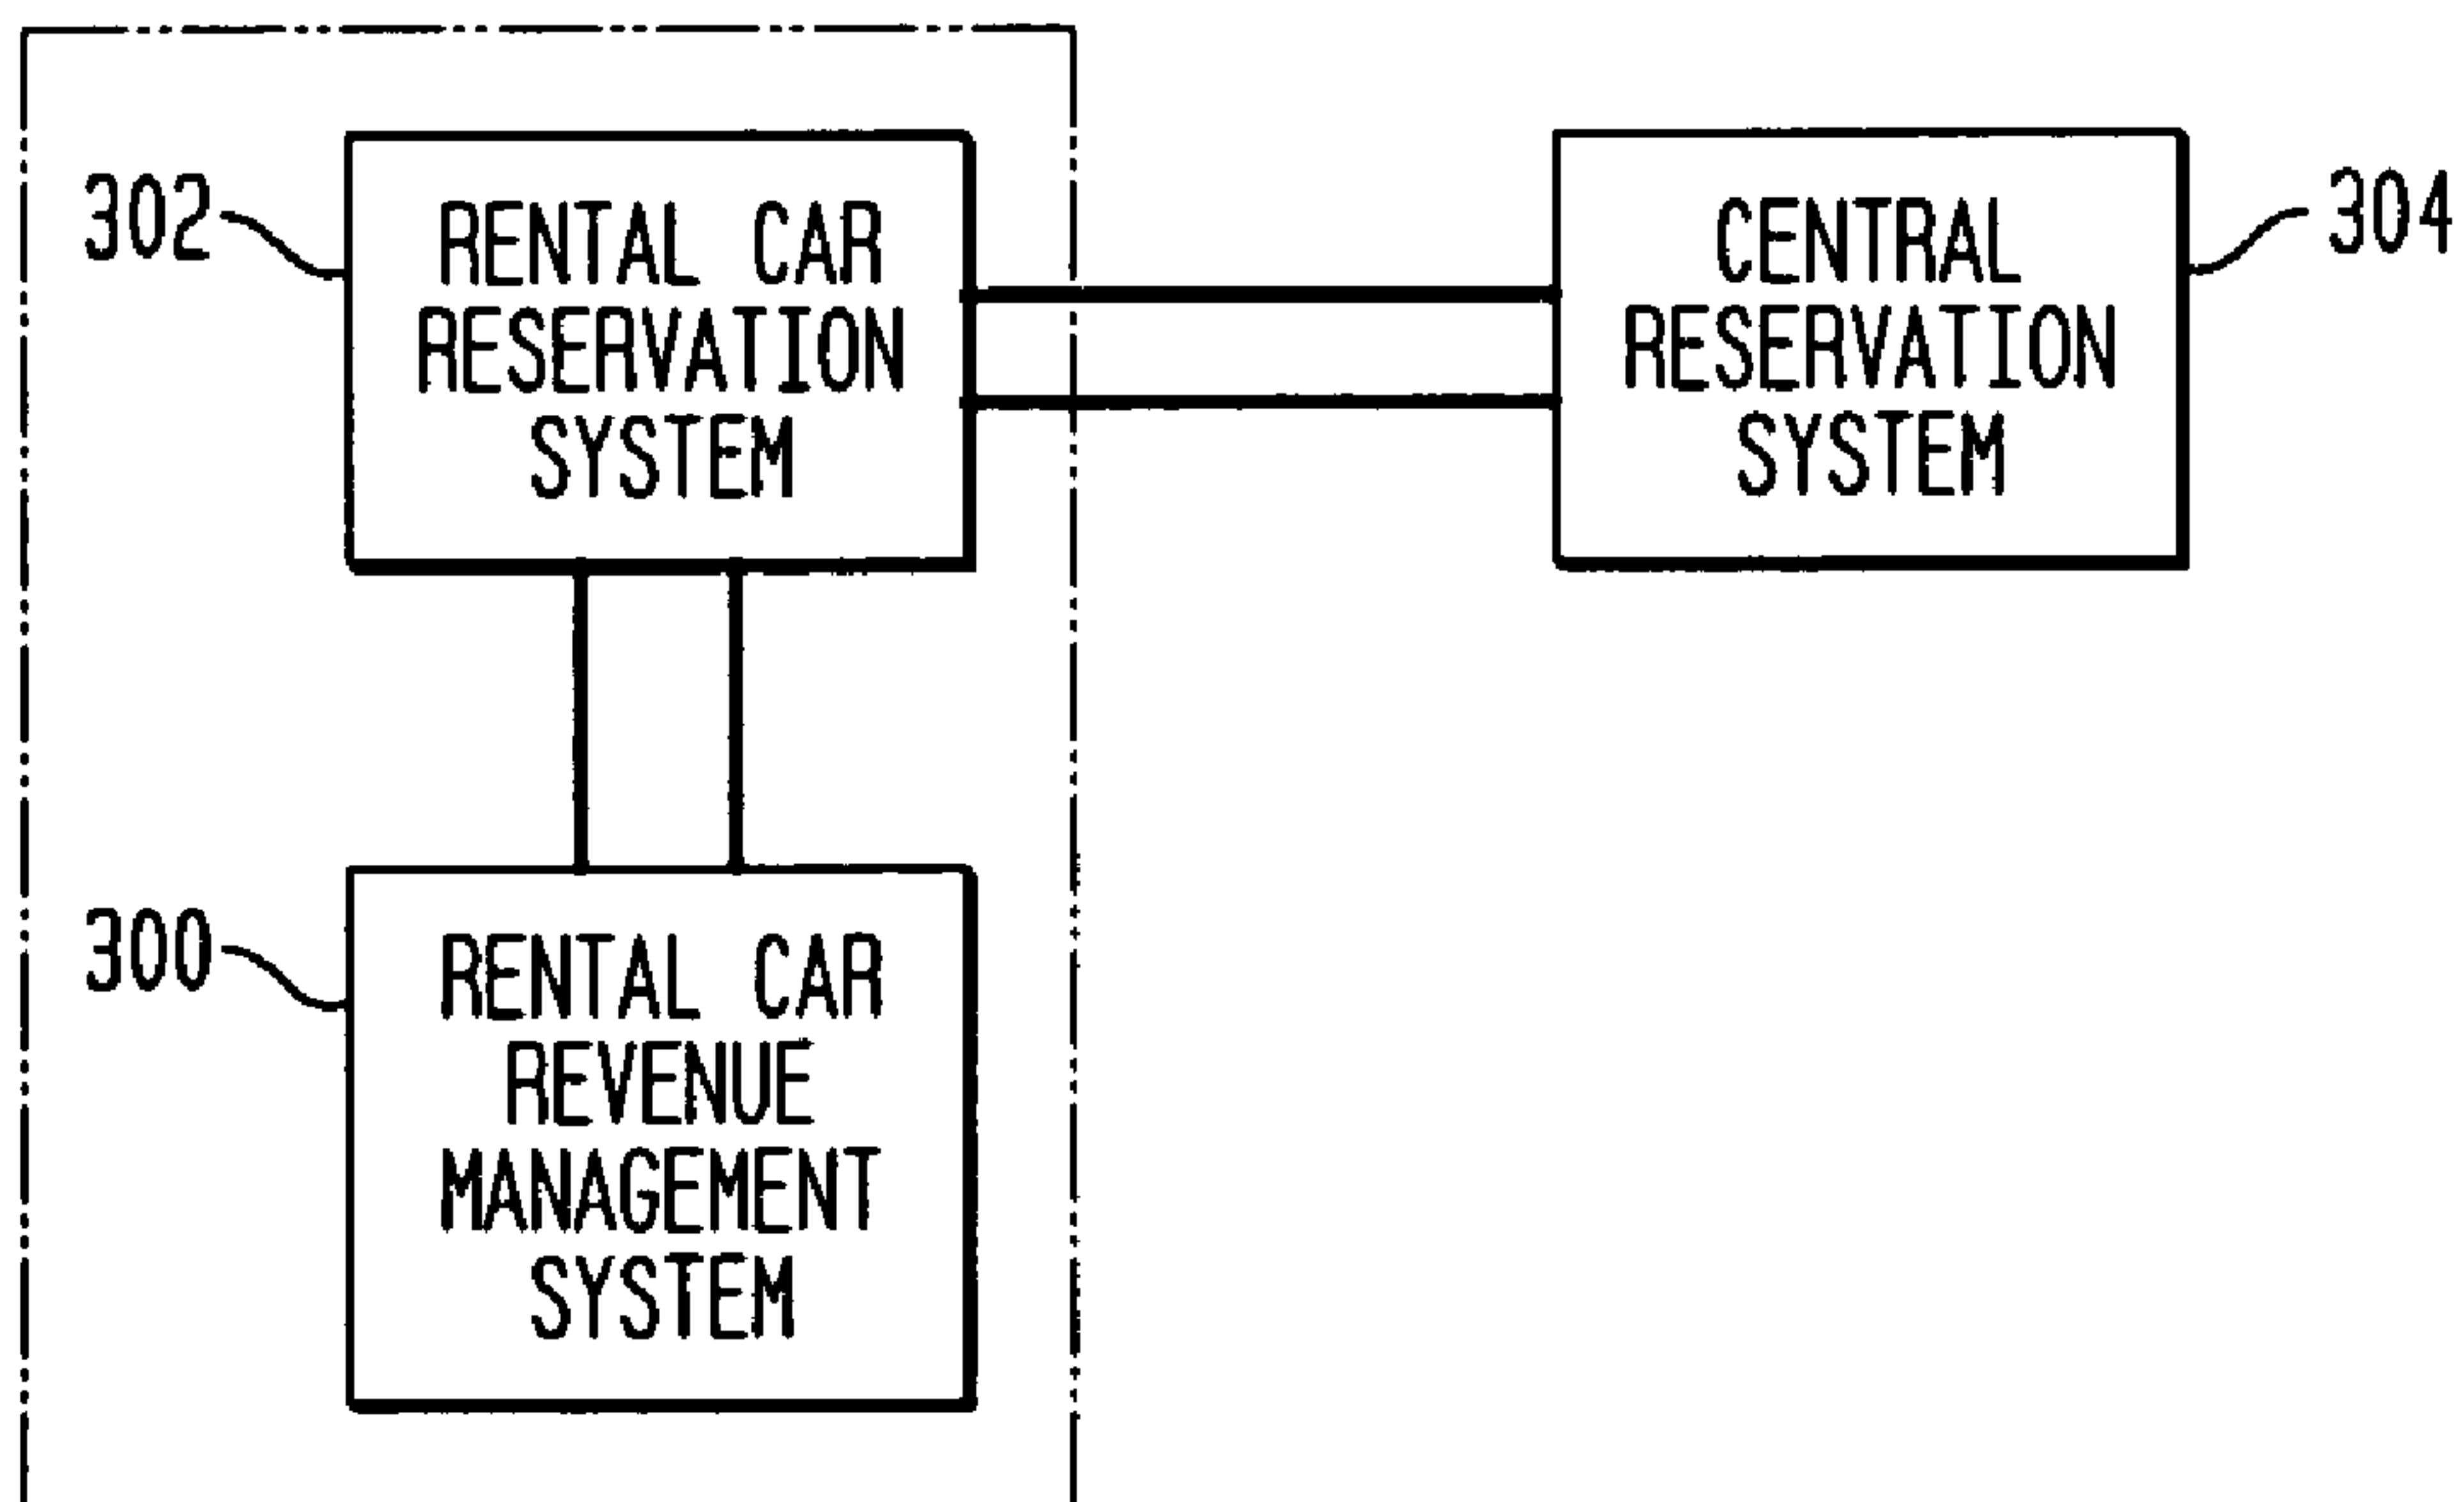 302
RENTAL CAR
RESERVATION
SYSTEM
CENTRAL
RESERVATION
SYSTEM
304
300
RENTAL CAR
REVENUE
MANAGEMENT
SYSTEM